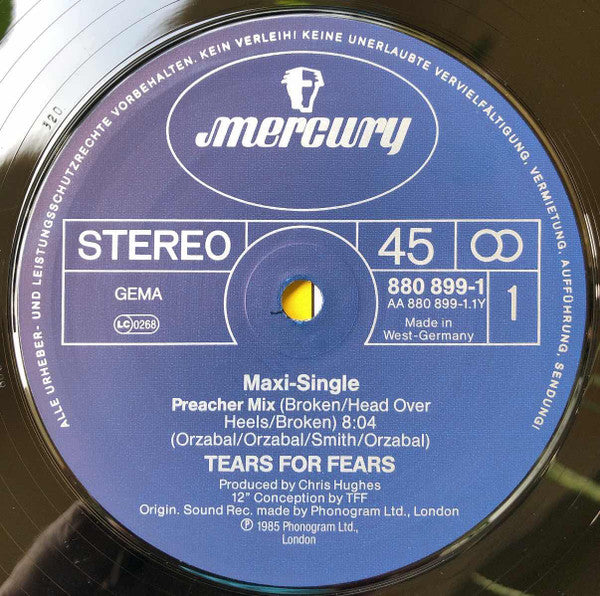 ALLE URHEBER- UND LEISTUNGSSCHUTZRECHTE VORBEHALTEN. KEIN VERLEIH! KEINE UNERLAUBTE VERVIELFÄLTIGUNG, VERMIETUNG, AUFFÜHRUNG, SENDUNG!
320
mercury
STEREO 45
GEMA
LC 0268
880 899-1
AA 880 899-1.1Y
Made in
West-Germany
1
Maxi-Single
Preacher Mix (Broken/Head Over
Heels/Broken) 8:04
(Orzabal/Orzabal/Smith/Orzabal)
TEARS FOR FEARS
Produced by Chris Hughes
12" Conception by TFF
Origin. Sound Rec. made by Phonogram Ltd., London
℗ 1985 Phonogram Ltd.,
London